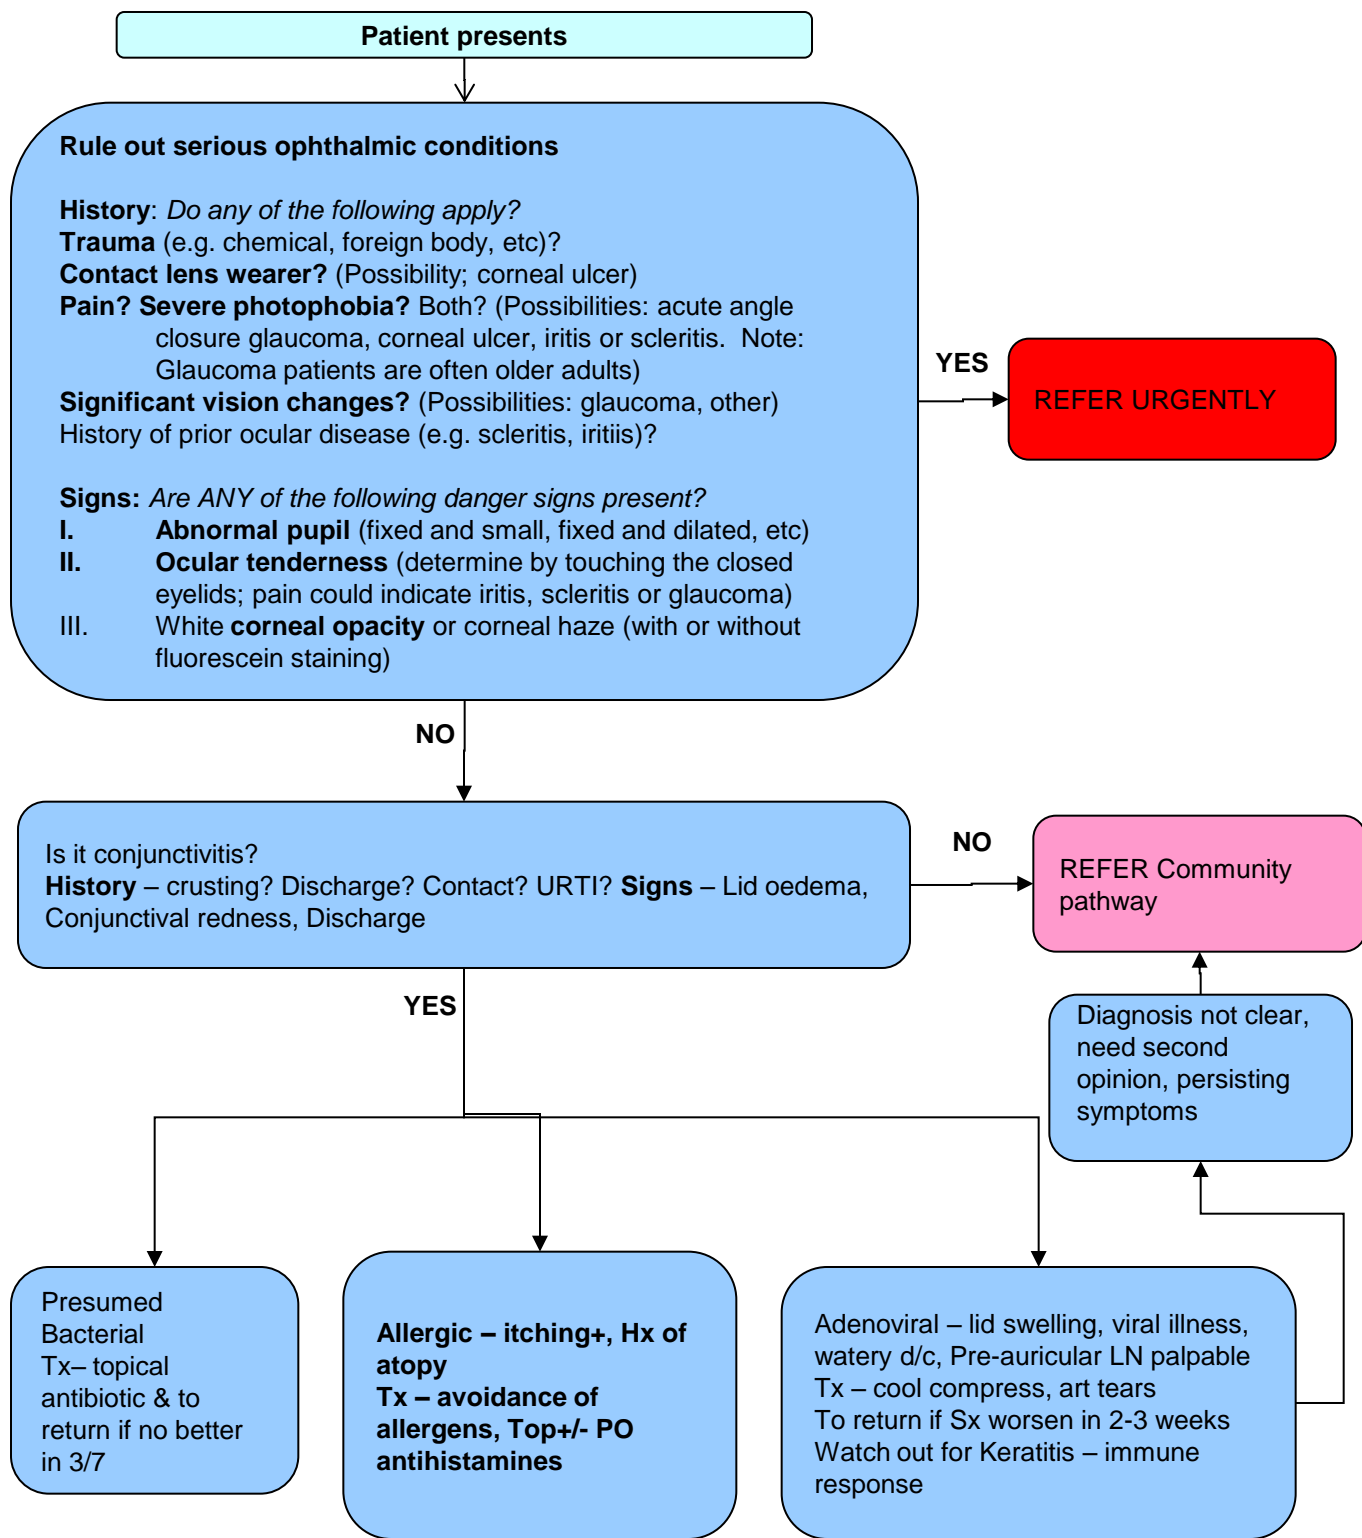 Patient presents
Rule out serious ophthalmic conditions
History: Do any of the following apply?
Trauma (e.g. chemical, foreign body, etc)?
Contact lens wearer? (Possibility; corneal ulcer)
Pain? Severe photophobia? Both? (Possibilities: acute angle
closure glaucoma, corneal ulcer, iritis or scleritis. Note:
Glaucoma patients are often older adults)
Significant vision changes? (Possibilities: glaucoma, other)
History of prior ocular disease (e.g. scleritis, iritiis)?
Signs: Are ANY of the following danger signs present?
I. Abnormal pupil (fixed and small, fixed and dilated, etc)
II. Ocular tenderness (determine by touching the closed
eyelids; pain could indicate iritis, scleritis or glaucoma)
III. White corneal opacity or corneal haze (with or without
fluorescein staining)
YES
REFER URGENTLY
NO
Is it conjunctivitis?
History – crusting? Discharge? Contact? URTI? Signs – Lid oedema,
Conjunctival redness, Discharge
NO
REFER Community
pathway
YES
Diagnosis not clear,
need second
opinion, persisting
symptoms
Presumed
Bacterial
Tx– topical
antibiotic & to
return if no better
in 3/7
Allergic – itching+, Hx of
atopy
Tx – avoidance of
allergens, Top+/- PO
antihistamines
Adenoviral – lid swelling, viral illness,
watery d/c, Pre-auricular LN palpable
Tx – cool compress, art tears
To return if Sx worsen in 2-3 weeks
Watch out for Keratitis – immune
response